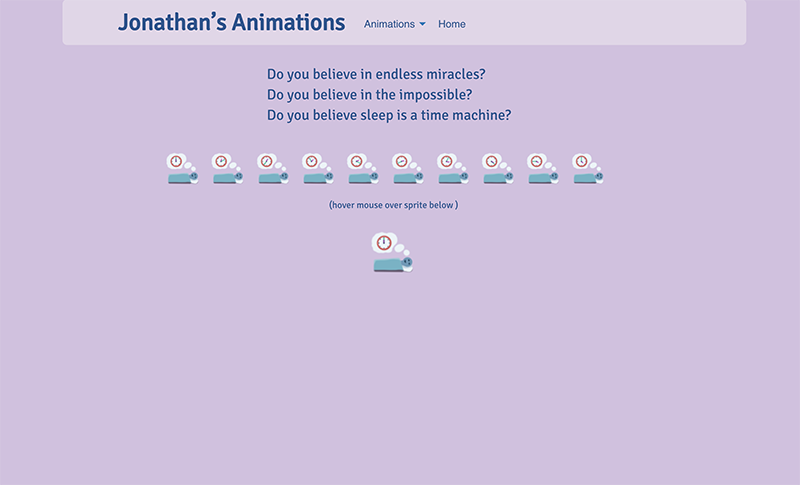 Jonathan’s Animations
Animations
Home
Do you believe in endless miracles?
Do you believe in the impossible?
Do you believe sleep is a time machine?
(hover mouse over sprite below )